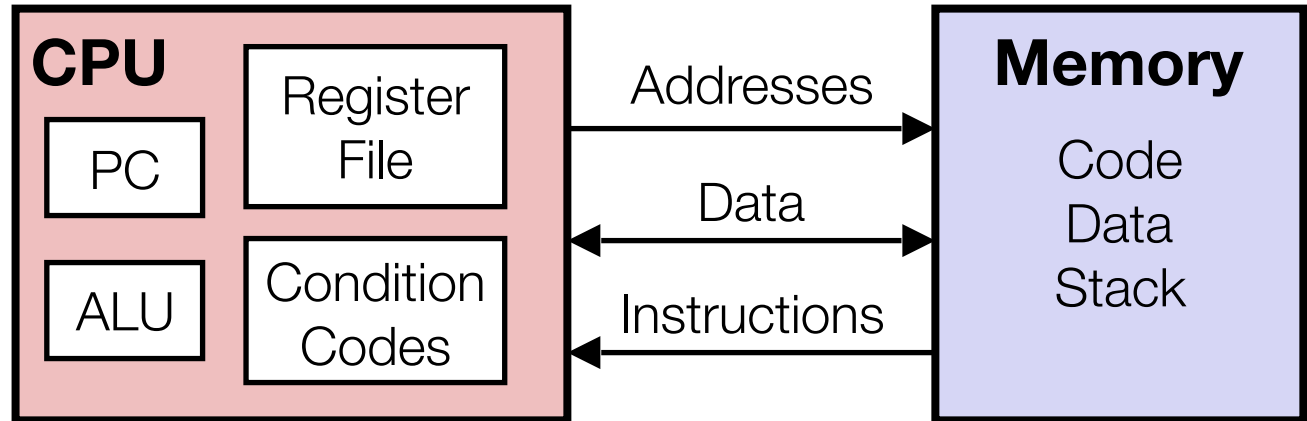 CPU
PC
ALU
Register
File
Condition
Codes
Addresses
Data
Instructions
Memory
Code
Data
Stack